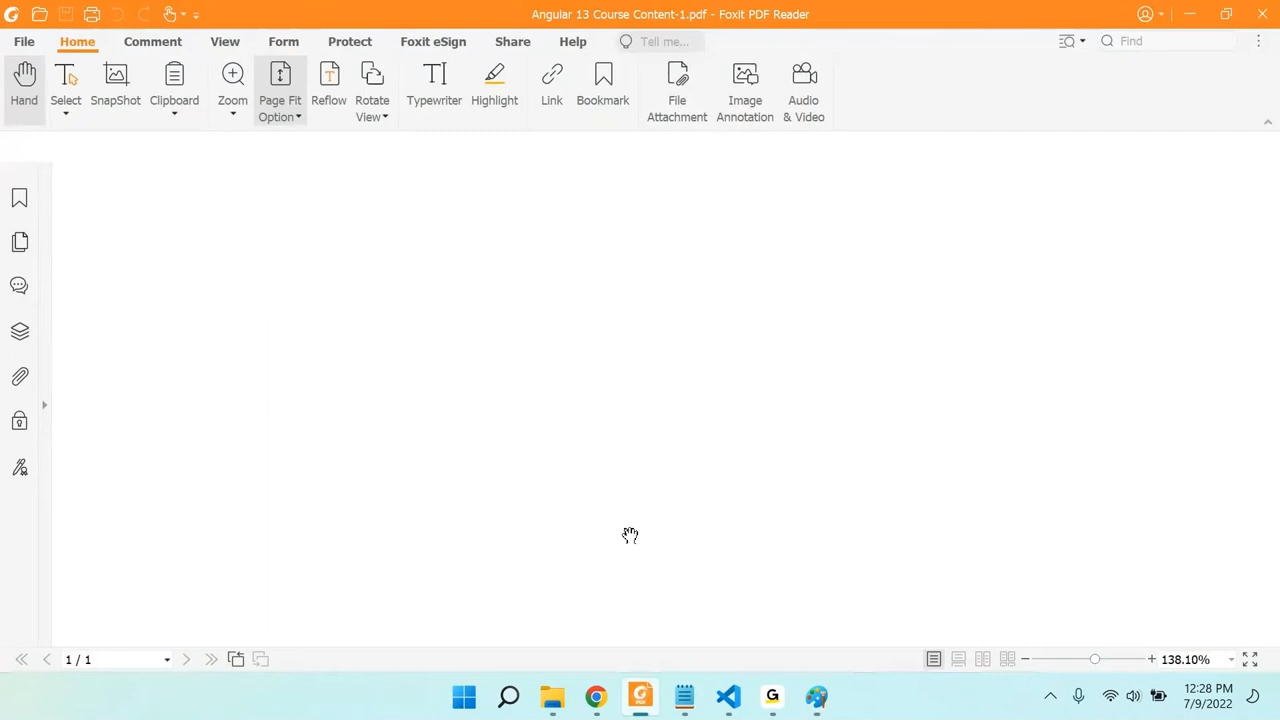 Angular 13 Course Content-1.pdf - Foxit PDF Reader
File Home Comment View Form Protect Foxit eSign Share Help Tell me... Find
Hand Select SnapShot Clipboard Zoom Page Fit Option Reflow Rotate View Typewriter Highlight Link Bookmark File Attachment Image Annotation Audio & Video
1 / 1 138.10%
PDF G 12:28 PM
7/9/2022